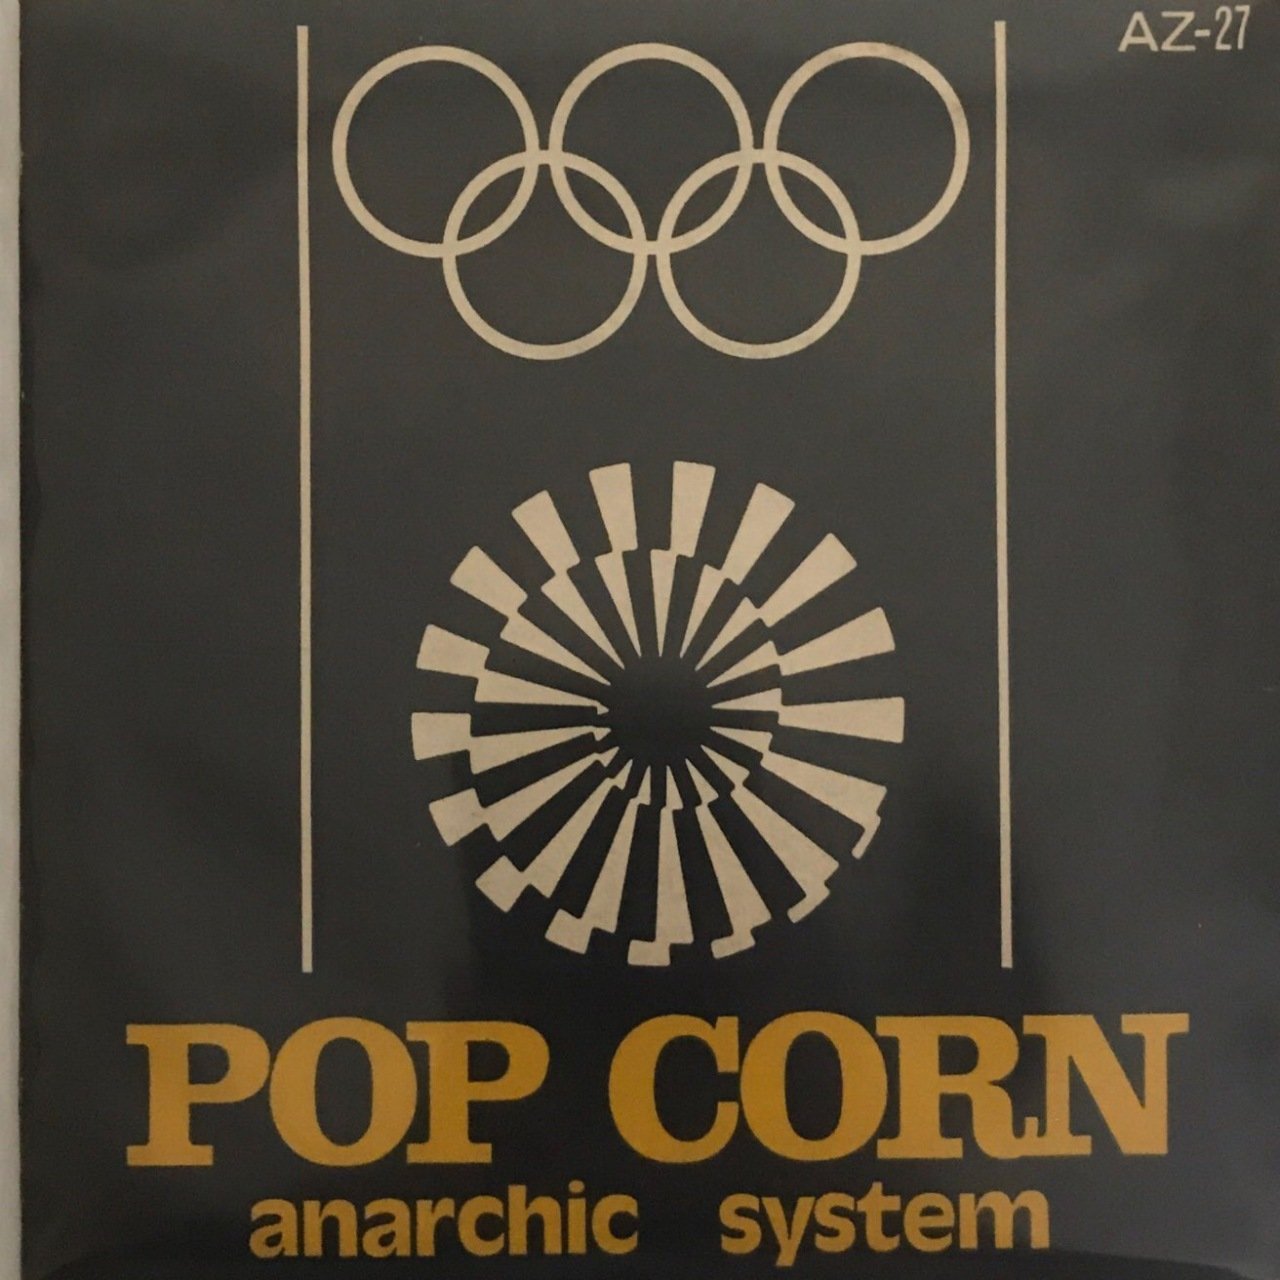 AZ-27
POP CORN
anarchic system